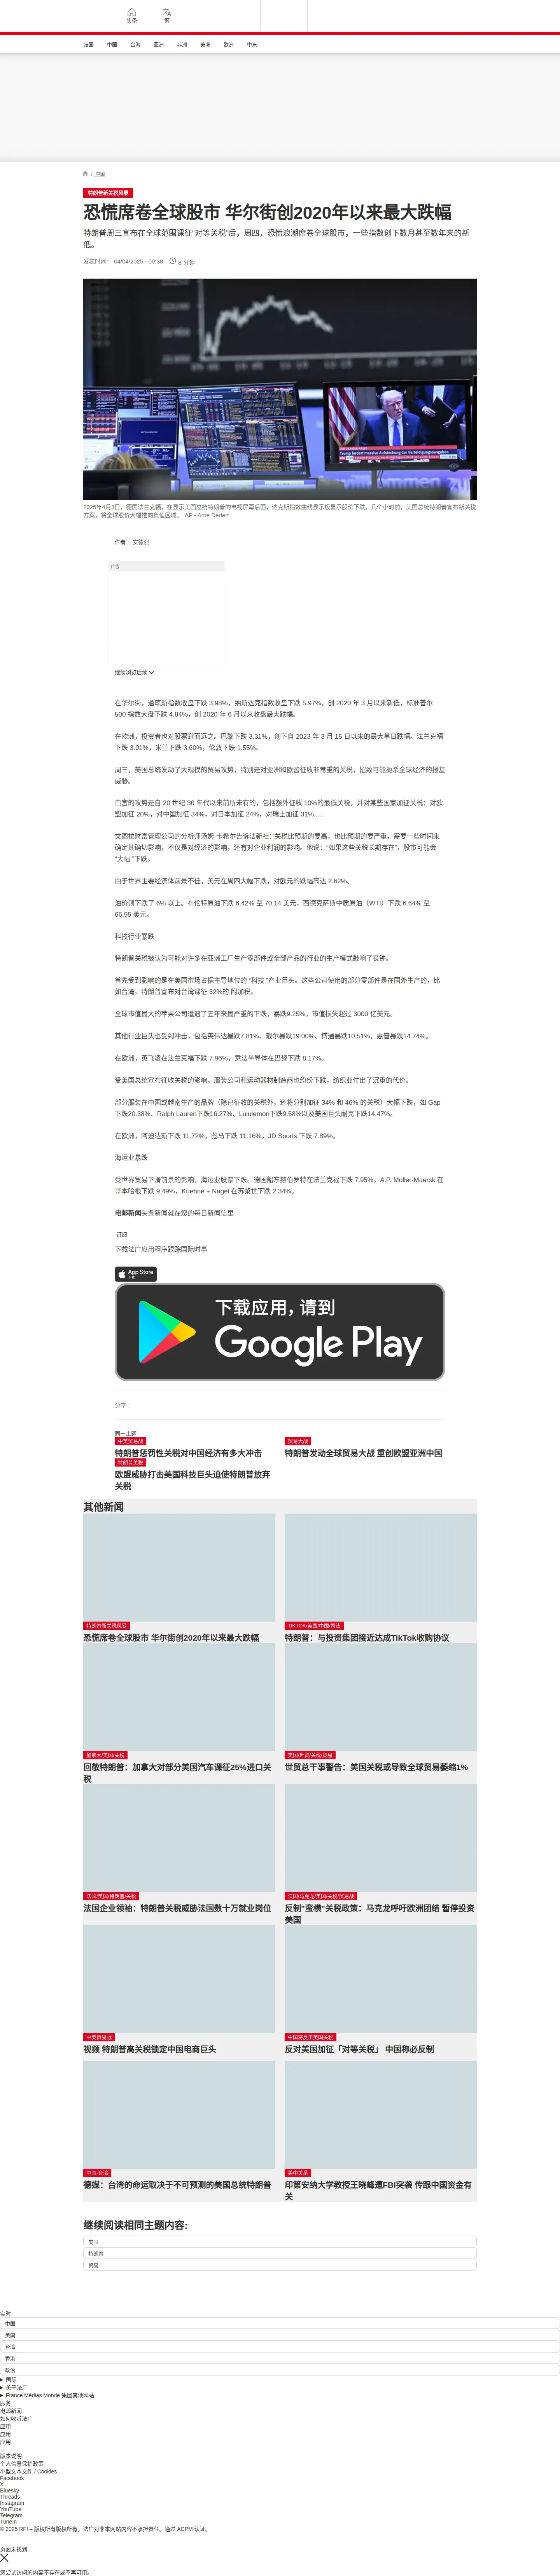 头条
繁
法国 中国 台海 亚洲 非洲 美洲 欧洲 中东
/ 中国
特朗普新关税风暴
恐慌席卷全球股市 华尔街创2020年以来最大跌幅
特朗普周三宣布在全球范围课征“对等关税”后，周四，恐慌浪潮席卷全球股市，一些指数创下数月甚至数年来的新
低。
发表时间： 04/04/2025 - 00:36
8 分钟
2025年4月3日，德国法兰克福，在显示美国总统特朗普的电视屏幕后面，达克斯指数曲线显示板显示股价下跌，几个小时前，美国总统特朗普宣布新关税
方案，将全球股价大幅推向负值区域。 AP - Arne Dedert
作者： 安德烈
广告
继续浏览后续
在华尔街，道琼斯指数收盘下跌 3.98%，纳斯达克指数收盘下跌 5.97%，创 2020 年 3 月以来新低，标准普尔
500 指数大盘下跌 4.84%，创 2020 年 6 月以来收盘最大跌幅。
在欧洲，投资者也对股票避而远之。巴黎下跌 3.31%，创下自 2023 年 3 月 15 日以来的最大单日跌幅。法兰克福
下跌 3.01%，米兰下跌 3.60%，伦敦下跌 1.55%。
周三，美国总统发动了大规模的贸易攻势，特别是对亚洲和欧盟征收非常重的关税，招致可能扼杀全球经济的报复
威胁。
白宫的攻势是自 20 世纪 30 年代以来前所未有的，包括额外征收 10%的最低关税，并对某些国家加征关税：对欧
盟加征 20%，对中国加征 34%，对日本加征 24%，对瑞士加征 31%......
文图拉财富管理公司的分析师汤姆-卡希尔告诉法新社：“关税比预期的要高，也比预期的要严重，需要一些时间来
确定其确切影响，不仅是对经济的影响，还有对企业利润的影响。他说：“如果这些关税长期存在”，股市可能会
“大幅 ”下跌。
由于世界主要经济体前景不佳，美元在周四大幅下跌，对欧元的跌幅高达 2.62%。
油价则下跌了 6% 以上。布伦特原油下跌 6.42% 至 70.14 美元，西德克萨斯中质原油（WTI）下跌 6.64% 至
66.95 美元。
科技行业暴跌
特朗普关税被认为可能对许多在亚洲工厂生产零部件或全部产品的行业的生产模式敲响了丧钟。
首先受到影响的是在美国市场占据主导地位的 “科技 ”产业巨头。这些公司使用的部分零部件是在国外生产的，比
如台湾。特朗普宣布对台湾课征 32%的 附加税。
全球市值最大的苹果公司遭遇了五年来最严重的下跌，暴跌9.25%，市值损失超过 3000 亿美元。
其他行业巨头也受到冲击，包括英伟达暴跌7.81%、戴尔暴跌19.00%、博通暴跌10.51%，惠普暴跌14.74%。
在欧洲，英飞凌在法兰克福下跌 7.96%，意法半导体在巴黎下跌 8.17%。
受美国总统宣布征收关税的影响，服装公司和运动器材制造商也纷纷下跌，纺织业付出了沉重的代价。
部分服装在中国或越南生产的品牌（除已征收的关税外，还将分别加征 34% 和 46% 的关税）大幅下跌，如 Gap
下跌20.38%、Ralph Lauren下跌16.27%、Lululemon下跌9.58%以及美国巨头耐克下跌14.47%。
在欧洲，阿迪达斯下跌 11.72%，彪马下跌 11.16%，JD Sports 下跌 7.89%。
海运业暴跌
受世界贸易下滑前景的影响，海运业股票下跌。德国船东赫伯罗特在法兰克福下跌 7.95%，A.P. Moller-Maersk 在
哥本哈根下跌 9.49%，Kuehne + Nagel 在苏黎世下跌 2.34%。
电邮新闻头条新闻就在您的每日新闻信里
订阅
下载法广应用程序跟踪国际时事
App Store
下载
下载应用，请到
Google Play
分享 :
同一主题
中美贸易战
特朗普惩罚性关税对中国经济有多大冲击
贸易大战
特朗普发动全球贸易大战 重创欧盟亚洲中国
特朗普关税
欧盟威胁打击美国科技巨头迫使特朗普放弃
关税
其他新闻
特朗普新关税风暴
恐慌席卷全球股市 华尔街创2020年以来最大跌幅
TIKTOK/美国/中国/司法
特朗普：与投资集团接近达成TikTok收购协议
加拿大/美国/关税
回敬特朗普：加拿大对部分美国汽车课征25%进口关
税
美国/世贸/关税/贸易
世贸总干事警告：美国关税或导致全球贸易萎缩1%
法国/美国/特朗普/关税
法国企业领袖：特朗普关税威胁法国数十万就业岗位
法国/马克龙/美国/关税/贸易战
反制"蛮横"关税政策：马克龙呼吁欧洲团结 暂停投资
美国
中美贸易战
视频 特朗普高关税锁定中国电商巨头
中国将反击美国关税
反对美国加征「对等关税」 中国称必反制
中国-台湾
德媒：台湾的命运取决于不可预测的美国总统特朗普
美中关系
印第安纳大学教授王晓峰遭FBI突袭 传跟中国资金有
关
继续阅读相同主题内容:
美国
特朗普
贸易
实时
中国
美国
台湾
香港
政治
国际
关于法广
France Médias Monde 集团其他网站
服务
电邮新闻
如何收听法广
应用
应用
应用
版本说明
个人信息保护政策
小型文本文件 / Cookies
Facebook
X
Bluesky
Threads
Instagram
YouTube
Telegram
TuneIn
© 2025 RFI – 版权所有版权所有。法广对非本网站内容不承担责任。通过 ACPM 认证。
页面未找到
您尝试访问的内容不存在或不再可用。